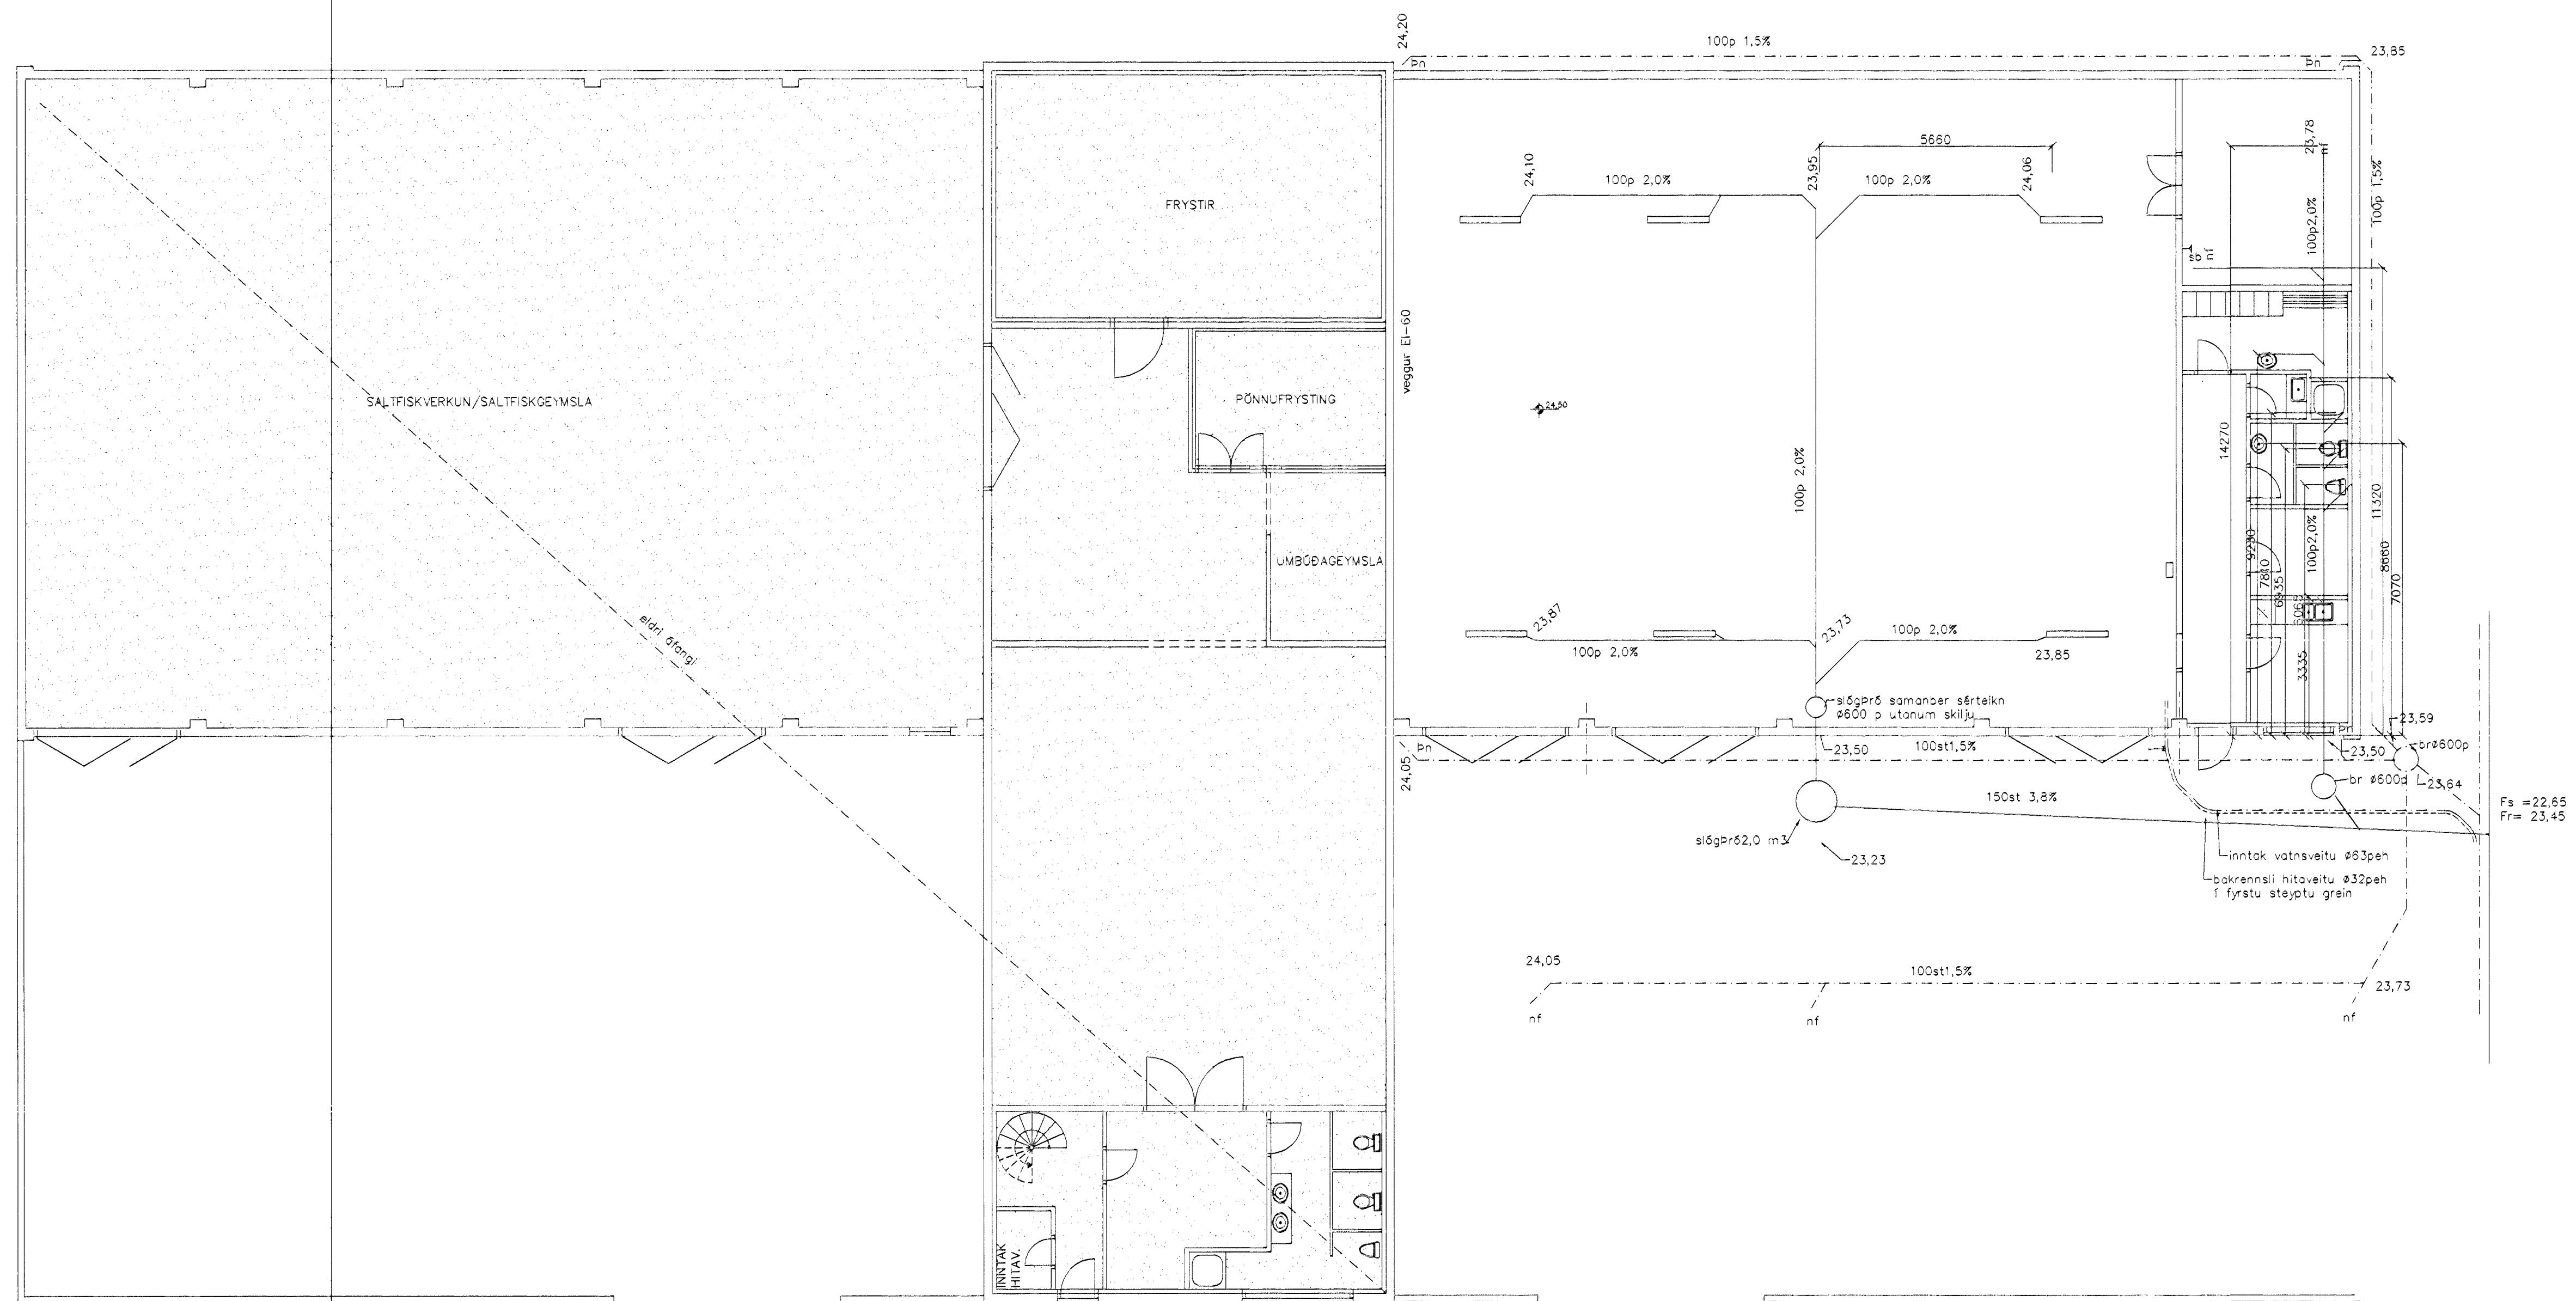 24,20
100p 1,5%
23,85
Þn
Þn
5660
24,10
100p 2,0%
23,95
100p 2,0%
24,06
23,78
nf
100p 1,5%
100p2,0%
sb nf
FRYSTIR
veggur EI-60
SALTFISKVERKUN/SALTFISKGEYMSLA
PÖNNUFRYSTING
24,50
14270
100p 2,0%
11320
UMBÚÐAGEYMSLA
9230
7810
6935
100p2,0%
8660
7070
3335
eldri áfangi
23,87
100p 2,0%
23,73
100p 2,0%
23,85
slógþró samanber sérteikn
ø600 p utanum skilju
Þn
24,05
23,50
100st1,5%
Þn
23,59
brø600p
23,50
br ø600p
23,64
150st 3,8%
Fs =22,65
Fr= 23,45
slógþró2,0 m3
23,23
inntak vatnsveitu ø63peh
bakrennsli hitaveitu ø32peh
í fyrstu steyptu grein
24,05
100st1,5%
23,73
nf
nf
nf
INNTAK
HITAV.